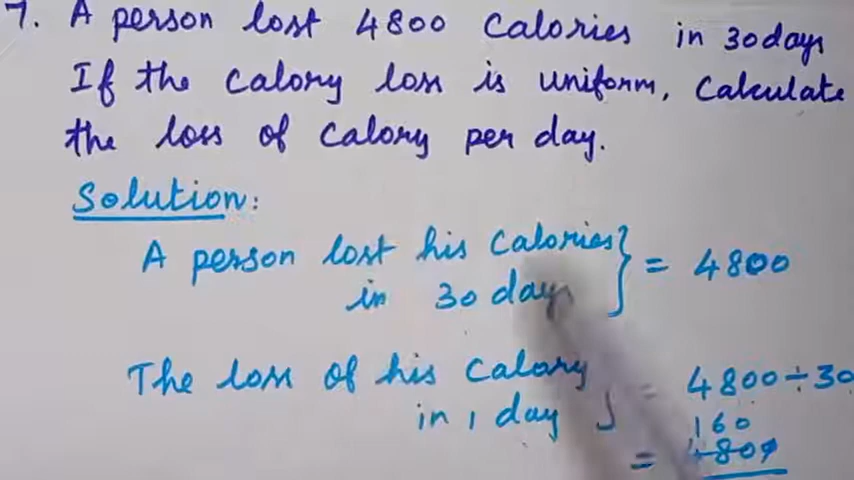 7. A person lost 4800 Calories in 30days
If the calory loss is uniform, Calculate
the loss of calory per day.
Solution:
A person lost his Calories } = 4800
in 30 days
The loss of his Calory } = 4800 ÷ 30
in 1 day
160
= 4800